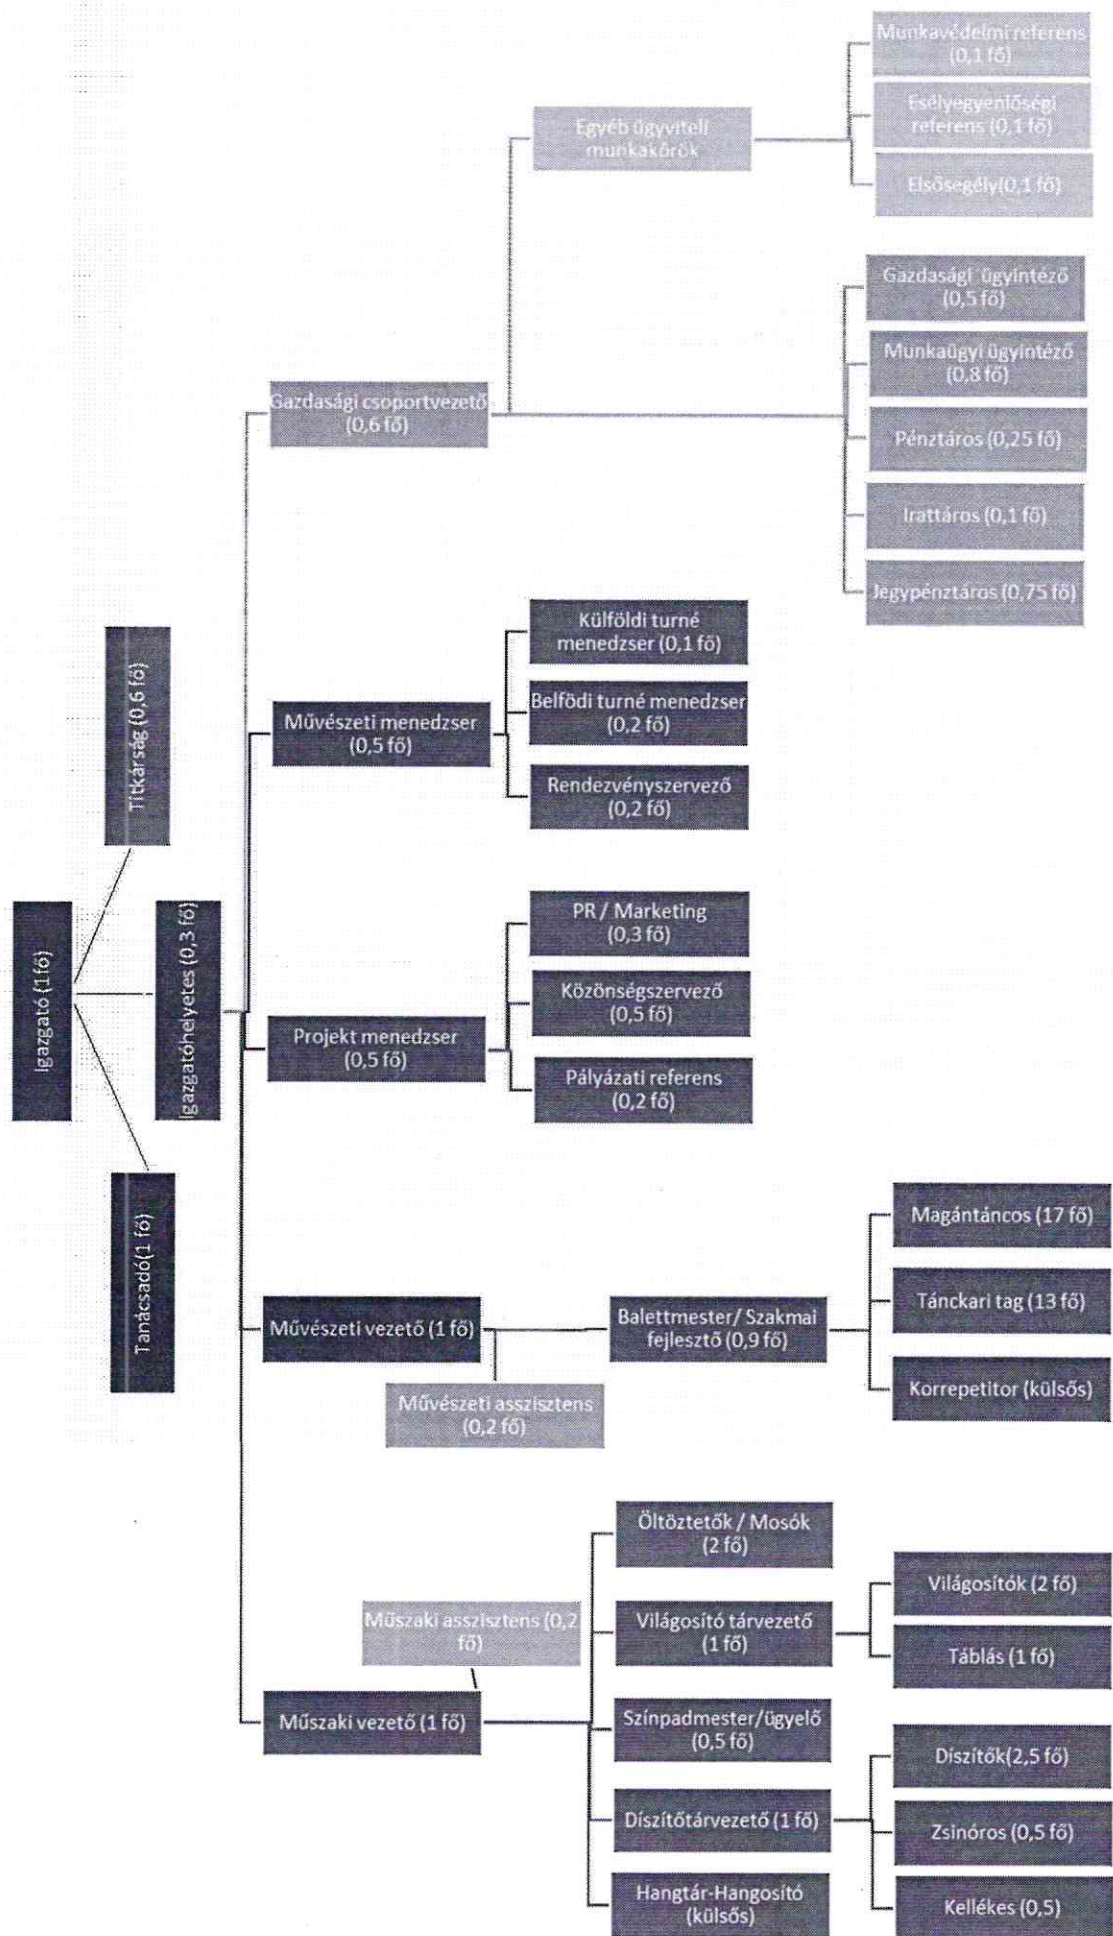 Igazgató (1fő)
Titkárság (0,6 fő)
Igazgatóhelyetes (0,3 fő)
Tanácsadó(1 fő)
Gazdasági csoportvezető
(0,6 fő)
Egyéb ügyviteli
munkakörök
Munkavédelmi referens
(0,1 fő)
Esélyegyenlőségi
referens (0,1 fő)
Elsősegély(0,1 fő)
Gazdasági ügyintéző
(0,5 fő)
Munkaügyi ügyintéző
(0,8 fő)
Pénztáros (0,25 fő)
Irattáros (0,1 fő)
Jegypénztáros (0,75 fő)
Művészeti menedzser
(0,5 fő)
Külföldi turné
menedzser (0,1 fő)
Belfödi turné menedzser
(0,2 fő)
Rendezvényszervező
(0,2 fő)
Projekt menedzser
(0,5 fő)
PR / Marketing
(0,3 fő)
Közönségszervező
(0,5 fő)
Pályázati referens
(0,2 fő)
Művészeti vezető (1 fő)
Művészeti asszisztens
(0,2 fő)
Balettmester/ Szakmai
fejlesztő (0,9 fő)
Magántáncos (17 fő)
Tánckari tag (13 fő)
Korrepetitor (külsős)
Műszaki vezető (1 fő)
Műszaki asszisztens (0,2
fő)
Öltöztetők / Mosók
(2 fő)
Világosító tárvezető
(1 fő)
Világosítók (2 fő)
Táblás (1 fő)
Színpadmester/ügyelő
(0,5 fő)
Díszítőtárvezető (1 fő)
Díszítők(2,5 fő)
Zsinóros (0,5 fő)
Kellékes (0,5)
Hangtár-Hangosító
(külsős)